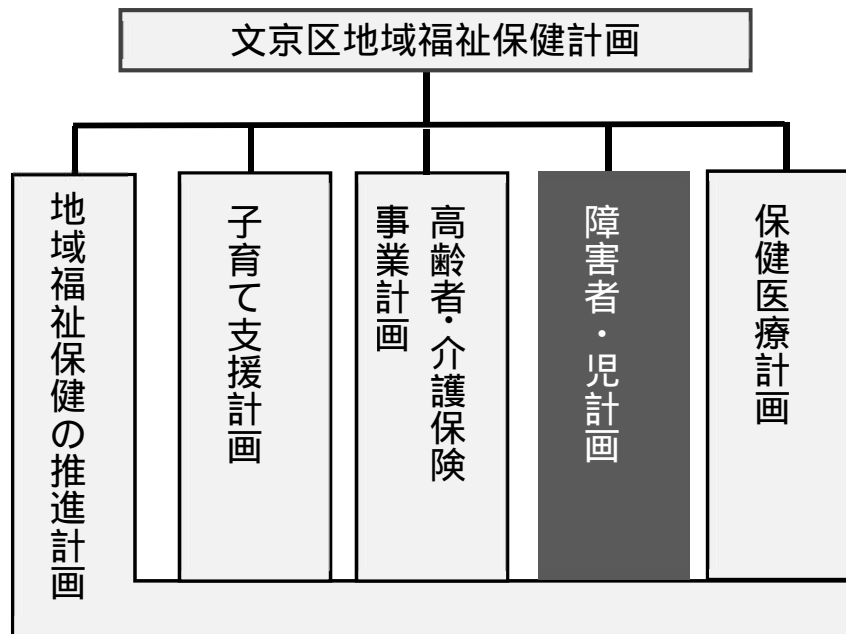 文京区地域福祉保健計画
地域福祉保健の推進計画
子育て支援計画
高齢者・介護保険
事業計画
障害者・児計画
保健医療計画